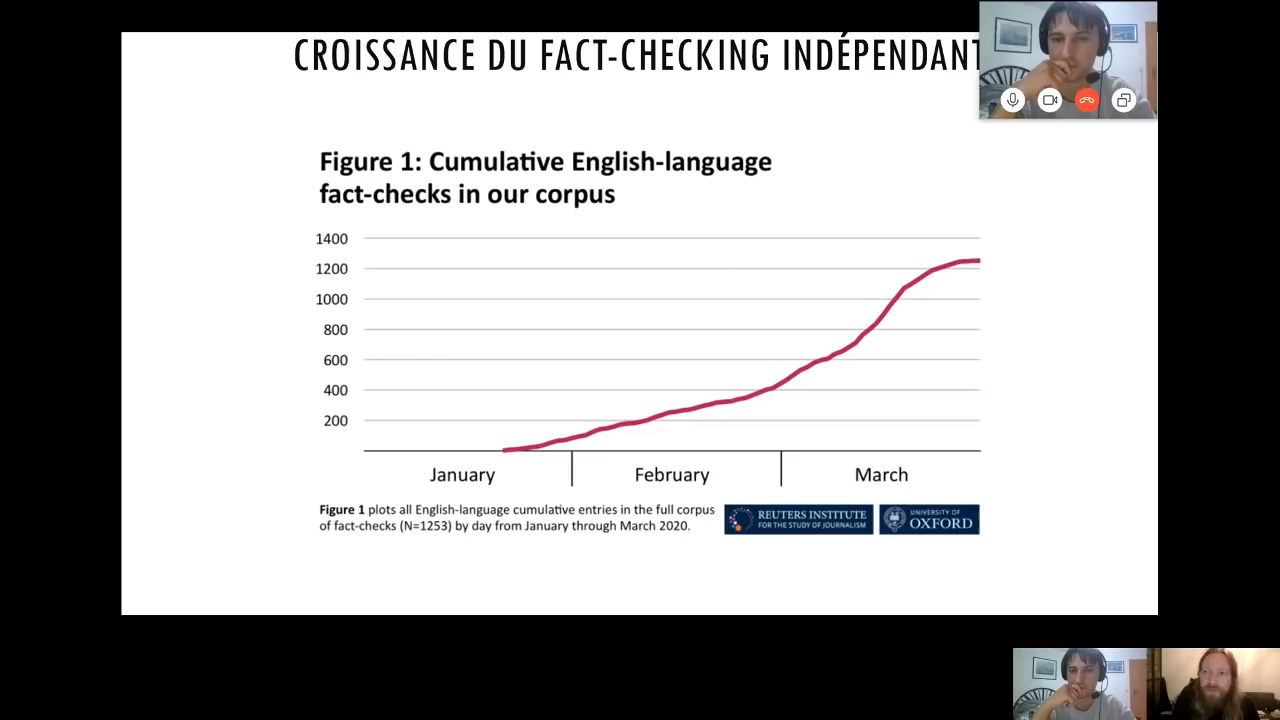 CROISSANCE DU FACT-CHECKING INDÉPENDANT
Figure 1: Cumulative English-language
fact-checks in our corpus
1400
1200
1000
800
600
400
200
January
February
March
Figure 1 plots all English-language cumulative entries in the full corpus
of fact-checks (N=1253) by day from January through March 2020.
REUTERS INSTITUTE
FOR THE STUDY OF JOURNALISM
UNIVERSITY OF
OXFORD